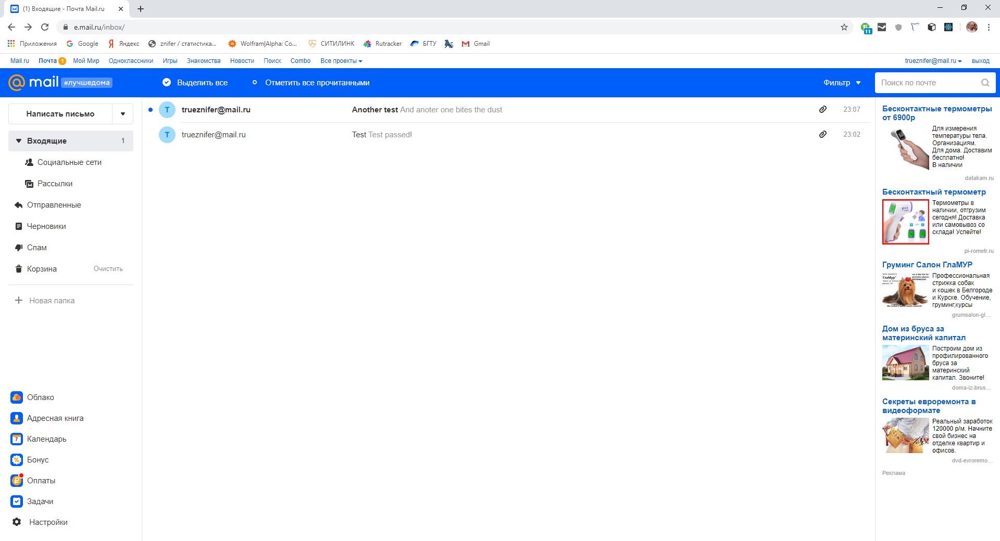 (1) Входящие - Почта Mail.ru
e.mail.ru/inbox/
11
Приложения Google Яндекс znifer / статистика... Wolfram|Alpha: Co... СИТИЛИНК Rutracker БГТУ Gmail
Mail.ru Почта 1 Мой Мир Одноклассники Игры Знакомства Новости Поиск Combo Все проекты trueznifer@mail.ru выход
@mail #лучшедома Выделить все Отметить все прочитанными Фильтр Поиск по почте
Написать письмо
Входящие 1
Социальные сети
Рассылки
Отправленные
Черновики
Спам
Корзина Очистить
Новая папка
Облако
Адресная книга
7 Календарь
Бонус
Оплаты
Задачи
Настройки
T trueznifer@mail.ru Another test And anoter one bites the dust 23:07
T trueznifer@mail.ru Test Test passed! 23:02
Бесконтактные термометры
от 6900р
Для измерения
температуры тела.
Организациям.
Для дома. Доставим
бесплатно!
В наличии
datakam.ru
Бесконтактный термометр
Термометры в
наличии, отгрузим
сегодня! Доставка
или самовывоз со
склада! Успейте!
pi-rometr.ru
Груминг Салон ГлаМУР
"ГлаМур"
Профессиональная
стрижка собак
и кошек в Белгороде
и Курске. Обучение,
груминг,курсы
grumsalon-gl...
Дом из бруса за
материнский капитал
Построим дом из
профилированного
бруса за
материнский
капитал. Звоните!
doma-iz-brus...
Секреты евроремонта в
видеоформате
Реальный заработок
120000 р/м. Начните
свой бизнес на
отделке квартир и
офисов.
dvd-evroremo...
Реклама